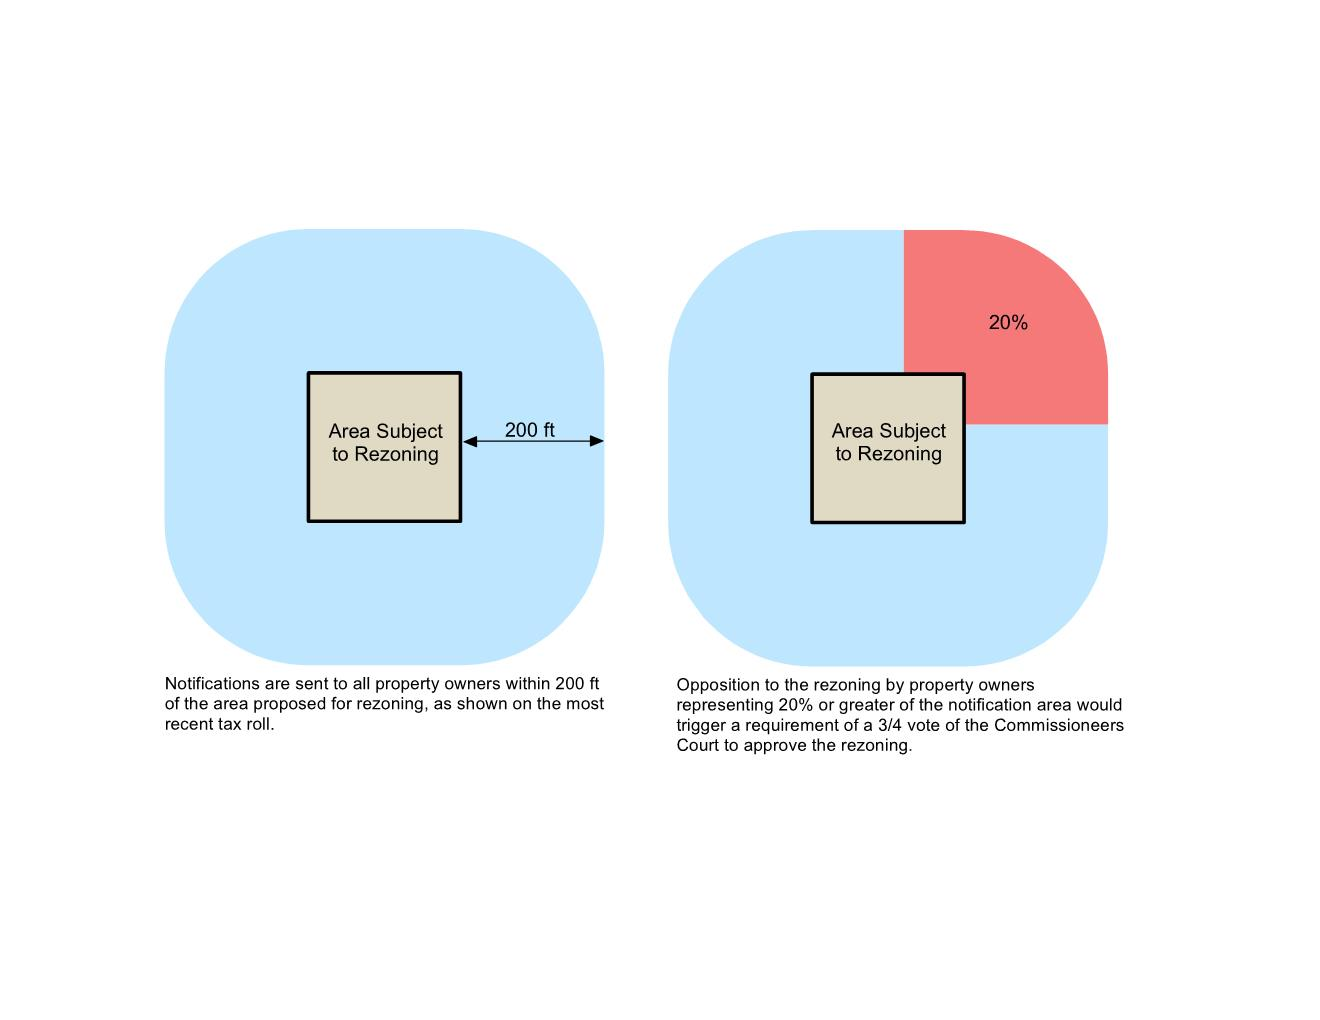 Area Subject
to Rezoning
200 ft
Notifications are sent to all property owners within 200 ft
of the area proposed for rezoning, as shown on the most
recent tax roll.
20%
Area Subject
to Rezoning
Opposition to the rezoning by property owners
representing 20% or greater of the notification area would
trigger a requirement of a 3/4 vote of the Commissioneers
Court to approve the rezoning.